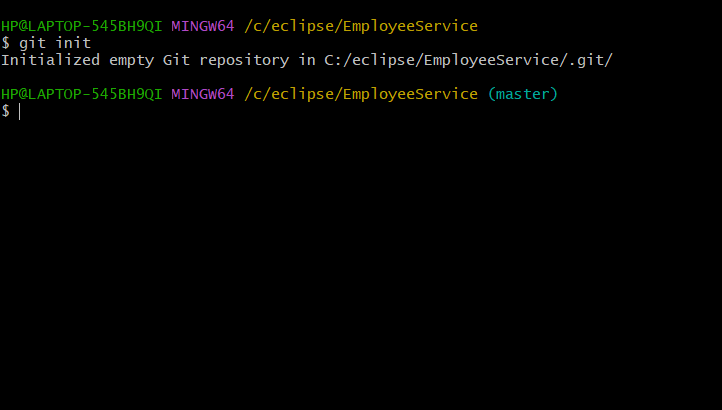 HP@LAPTOP-545BH9QI MINGW64 /c/eclipse/EmployeeService
$ git init
Initialized empty Git repository in C:/eclipse/EmployeeService/.git/
HP@LAPTOP-545BH9QI MINGW64 /c/eclipse/EmployeeService (master)
$